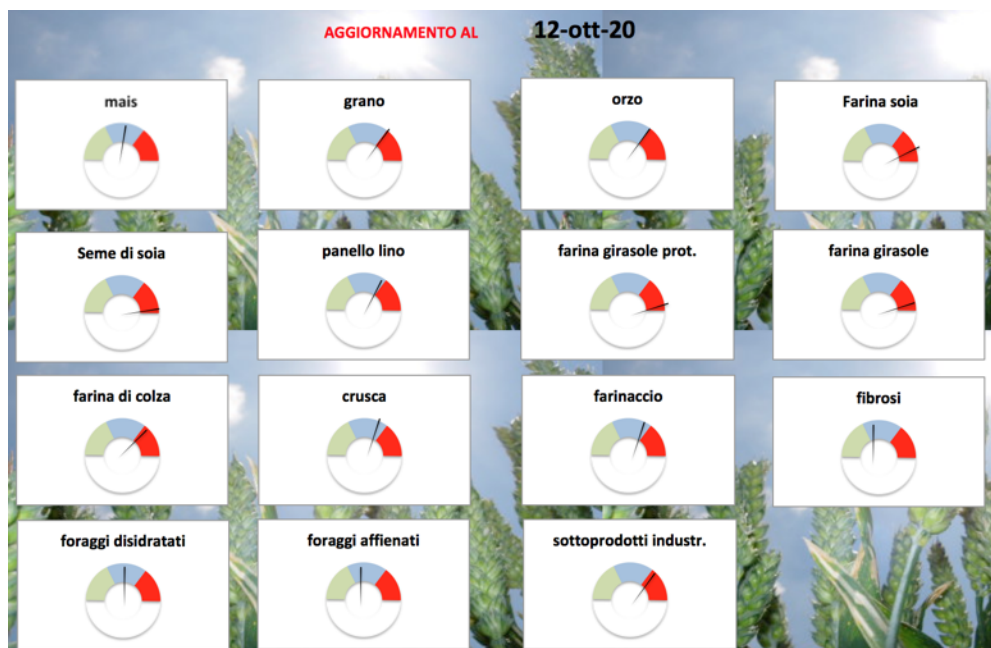 AGGIORNAMENTO AL 12-ott-20
mais
grano
orzo
Farina soia
Seme di soia
panello lino
farina girasole prot.
farina girasole
farina di colza
crusca
farinaccio
fibrosi
foraggi disidratati
foraggi affienati
sottoprodotti industr.